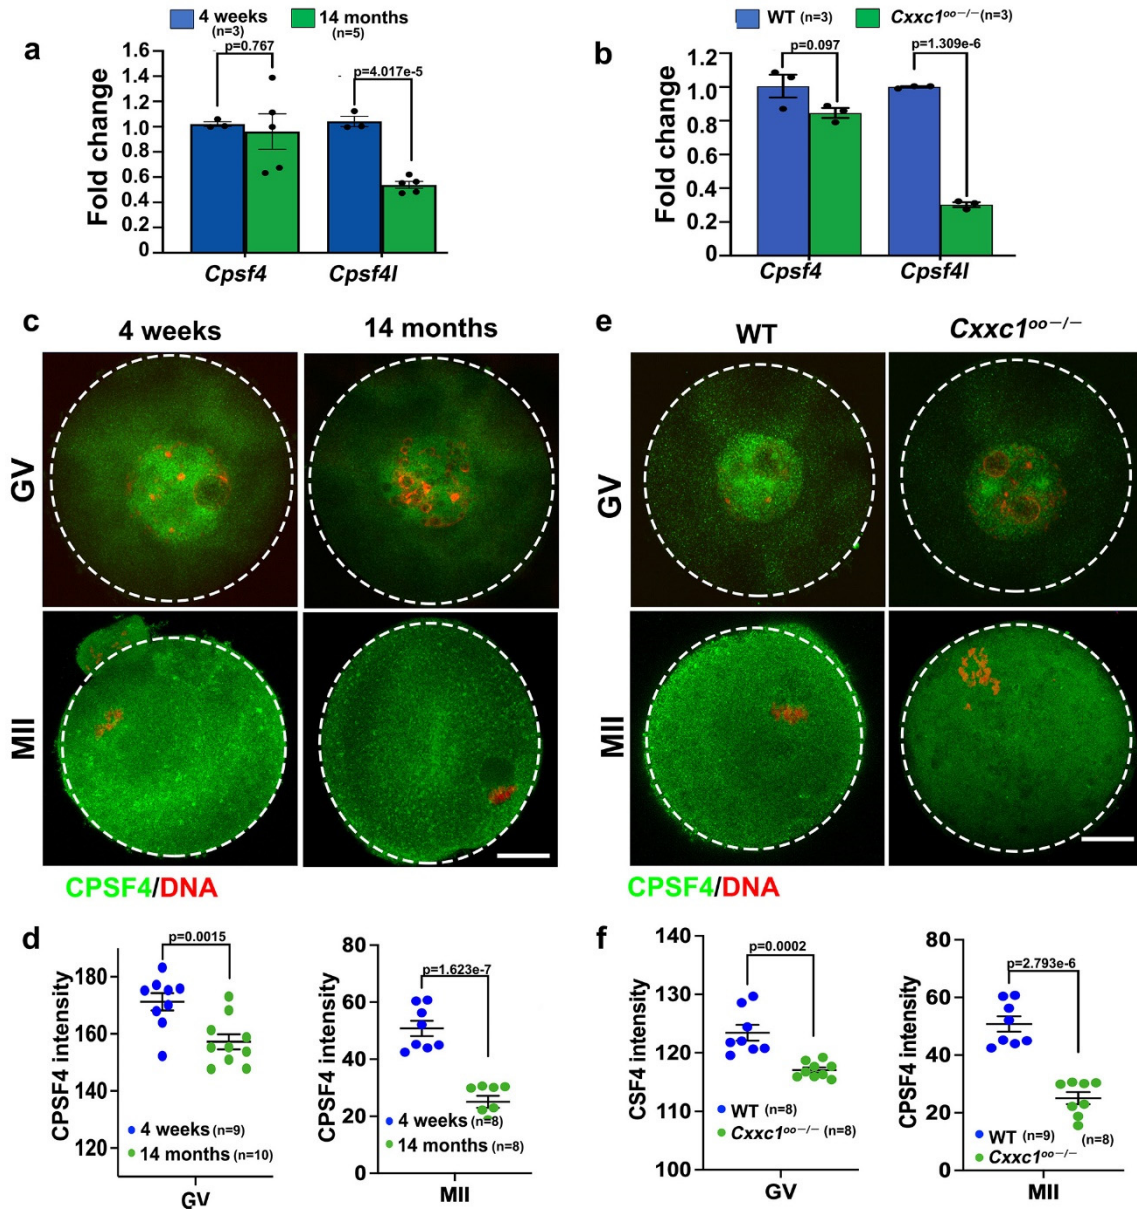 a
4 weeks
(n=3)
14 months
(n=5)
Fold change
1.6
1.4
1.2
1.0
0.8
0.6
0.4
0.2
0
p=0.767
p=4.017e-5
Cpsf4
Cpsf4l
b
WT (n=3)
Cxxc1oo−/−(n=3)
Fold change
1.2
1.0
0.8
0.6
0.4
0.2
0
p=0.097
p=1.309e-6
Cpsf4
Cpsf4l
c
4 weeks
14 months
GV
MII
CPSF4/DNA
e
WT
Cxxc1oo−/−
GV
MII
CPSF4/DNA
d
CPSF4 intensity
180
160
140
120
p=0.0015
4 weeks (n=9)
14 months (n=10)
GV
CPSF4 intensity
80
60
40
20
0
p=1.623e-7
4 weeks (n=8)
14 months (n=8)
MII
f
CSF4 intensity
140
130
120
110
100
p=0.0002
WT (n=8)
Cxxc1oo−/− (n=8)
GV
CPSF4 intensity
80
60
40
20
0
p=2.793e-6
WT (n=9)
Cxxc1oo−/− (n=8)
MII